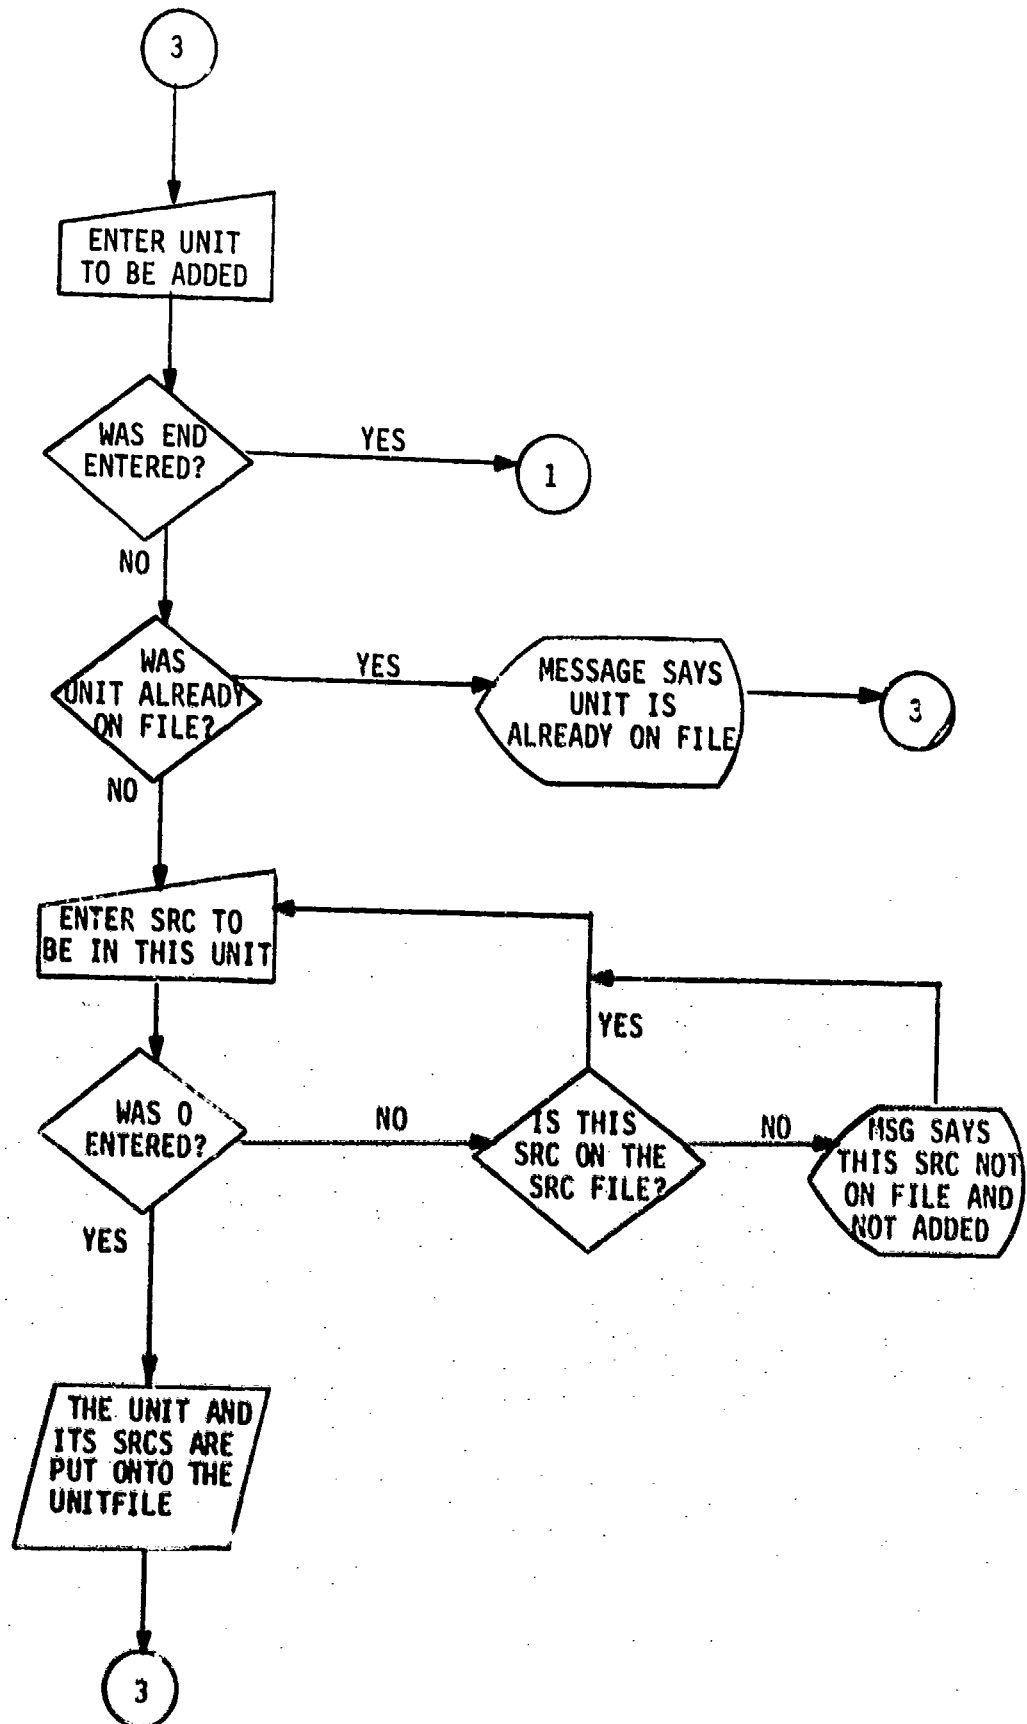 3
ENTER UNIT
TO BE ADDED
WAS END
ENTERED?
YES
1
NO
WAS
UNIT ALREADY
ON FILE?
YES
MESSAGE SAYS
UNIT IS
ALREADY ON FILE
3
NO
ENTER SRC TO
BE IN THIS UNIT
YES
WAS 0
ENTERED?
NO
IS THIS
SRC ON THE
SRC FILE?
NO
MSG SAYS
THIS SRC NOT
ON FILE AND
NOT ADDED
YES
THE UNIT AND
ITS SRCS ARE
PUT ONTO THE
UNITFILE
3